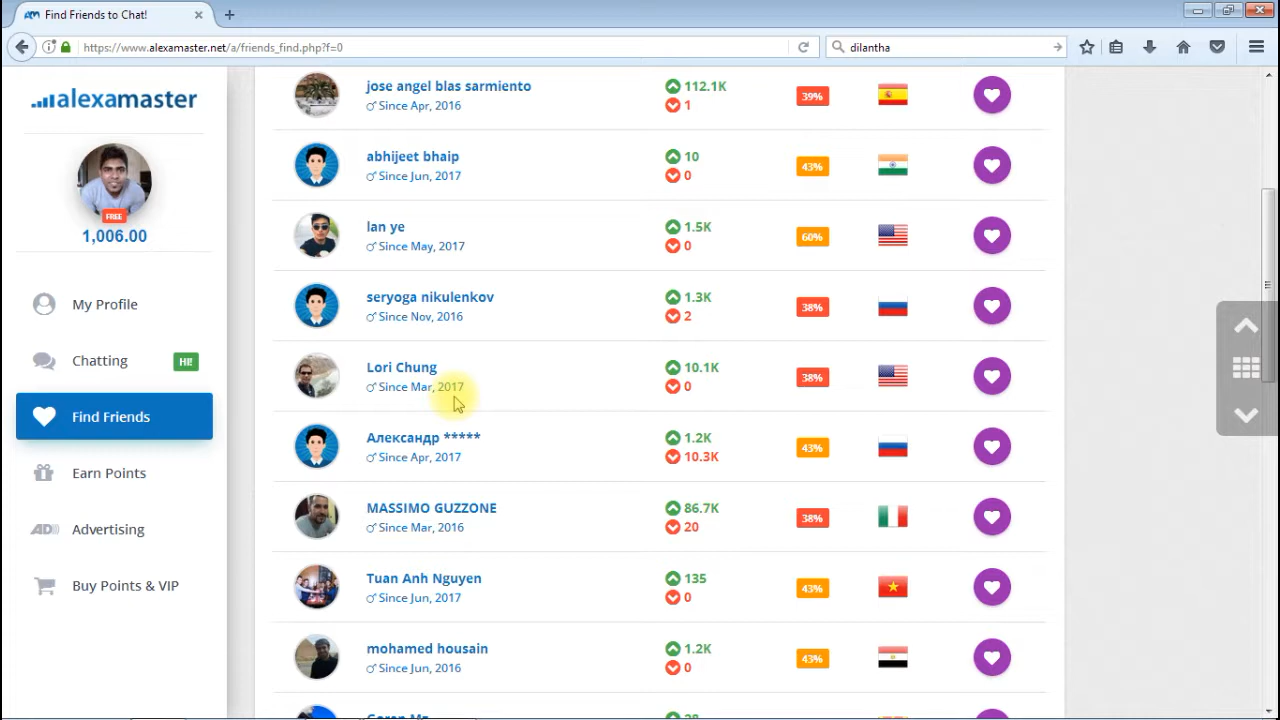 Find Friends to Chat!
https://www.alexamaster.net/a/friends_find.php?f=0
dilantha
alexamaster
FREE
1,006.00
My Profile
Chatting
HI!
Find Friends
Earn Points
AD
Advertising
Buy Points & VIP
jose angel blas sarmiento
Since Apr, 2016
112.1K
1
39%
abhijeet bhaip
Since Jun, 2017
10
0
43%
lan ye
Since May, 2017
1.5K
0
60%
seryoga nikulenkov
Since Nov, 2016
1.3K
2
38%
Lori Chung
Since Mar, 2017
10.1K
0
38%
Александр *****
Since Apr, 2017
1.2K
10.3K
43%
MASSIMO GUZZONE
Since Mar, 2016
86.7K
20
38%
Tuan Anh Nguyen
Since Jun, 2017
135
0
43%
mohamed housain
Since Jun, 2016
1.2K
0
43%